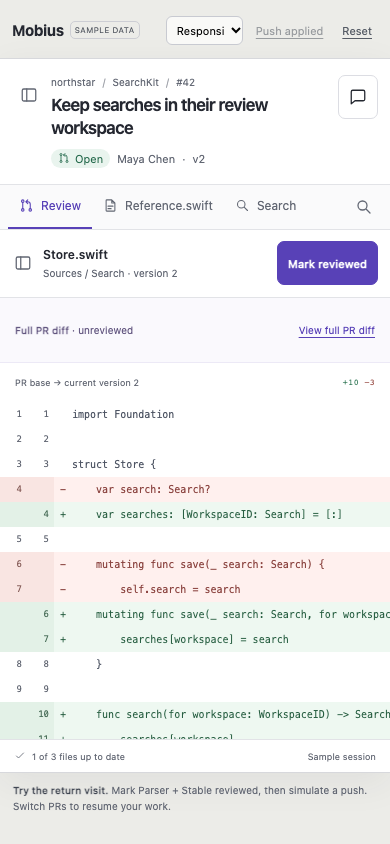 Mobius SAMPLE DATA Responsi Push applied Reset
northstar / SearchKit / #42
Keep searches in their review
workspace
Open Maya Chen · v2
Review Reference.swift Search
Store.swift
Sources / Search · version 2
Mark reviewed
Full PR diff · unreviewed View full PR diff
PR base → current version 2 +10 −3
1 1 import Foundation
2 2
3 3 struct Store {
4 − var search: Search?
4 + var searches: [WorkspaceID: Search] = [:]
5 5
6 − mutating func save(_ search: Search) {
7 − self.search = search
6 + mutating func save(_ search: Search, for workspac
7 + searches[workspace] = search
8 8 }
9 9
10 + func search(for workspace: WorkspaceID) -> Search
11 + searches[workspace]
1 of 3 files up to date Sample session
Try the return visit. Mark Parser + Stable reviewed, then simulate a push.
Switch PRs to resume your work.